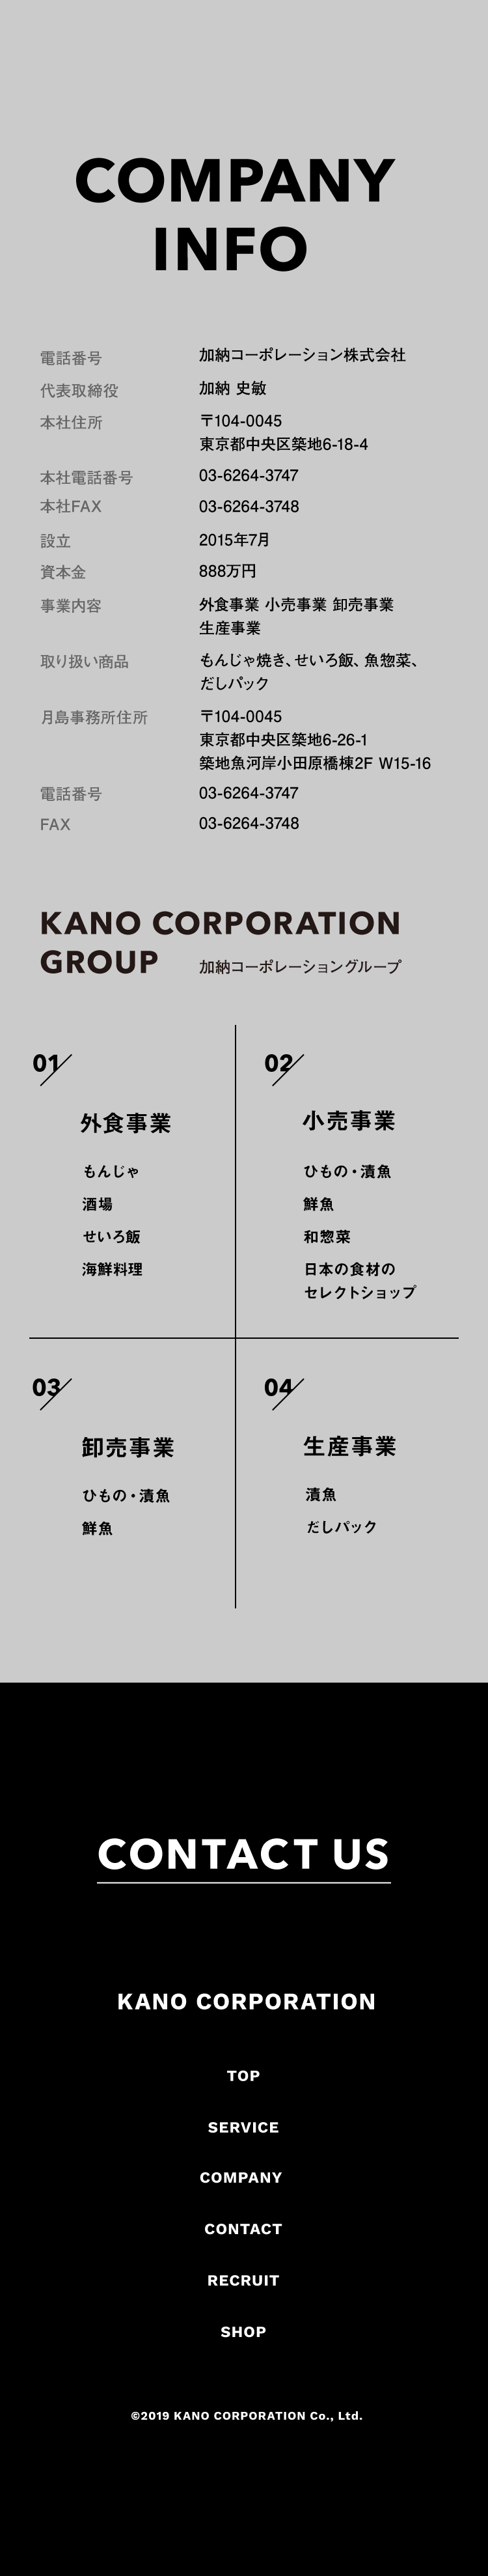 COMPANY
INFO
電話番号 加納コーポレーション株式会社
代表取締役 加納 史敏
本社住所 〒104-0045
東京都中央区築地6-18-4
本社電話番号 03-6264-3747
本社FAX 03-6264-3748
設立 2015年7月
資本金 888万円
事業内容 外食事業 小売事業 卸売事業
生産事業
取り扱い商品 もんじゃ焼き、せいろ飯、魚惣菜、
だしパック
月島事務所住所 〒104-0045
東京都中央区築地6-26-1
築地魚河岸小田原橋棟2F W15-16
電話番号 03-6264-3747
FAX 03-6264-3748
KANO CORPORATION
GROUP 加納コーポレーショングループ
01
外食事業
もんじゃ
酒場
せいろ飯
海鮮料理
02
小売事業
ひもの・漬魚
鮮魚
和惣菜
日本の食材の
セレクトショップ
03
卸売事業
ひもの・漬魚
鮮魚
04
生産事業
漬魚
だしパック
CONTACT US
KANO CORPORATION
TOP
SERVICE
COMPANY
CONTACT
RECRUIT
SHOP
©2019 KANO CORPORATION Co., Ltd.